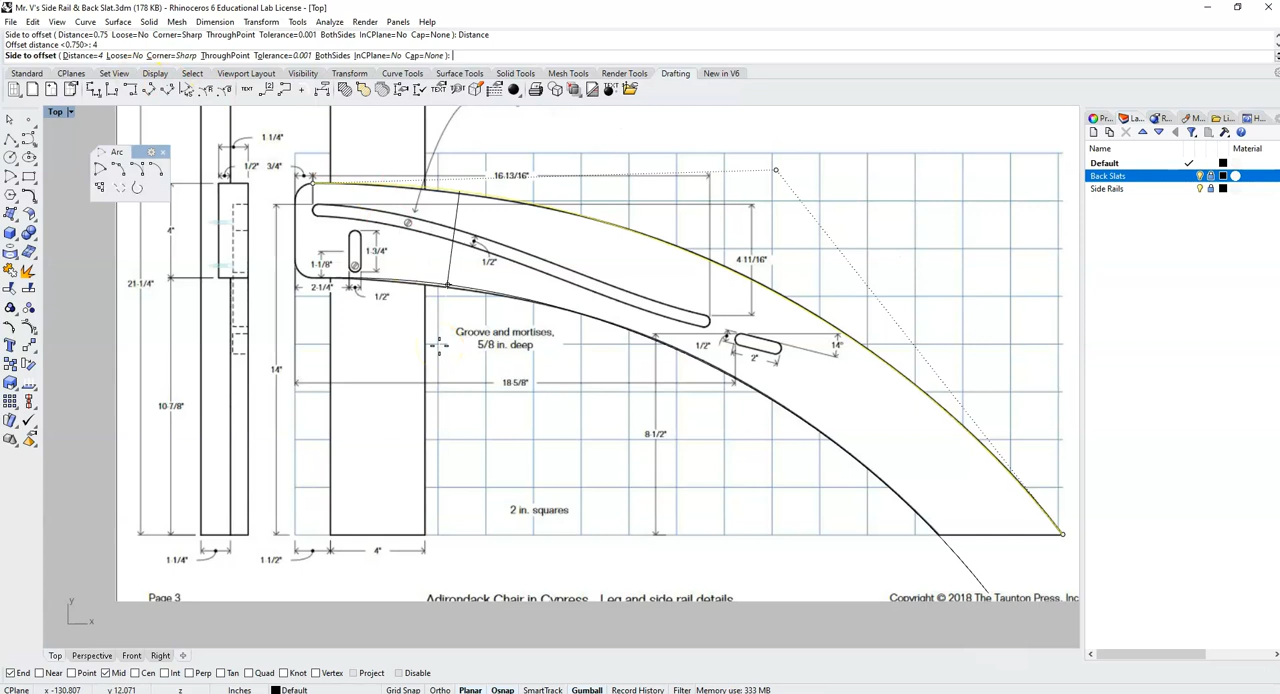 Mr. V's Side Rail & Back Slat.3dm (178 KB) - Rhinoceros 6 Educational Lab License - [Top]
File Edit View Curve Surface Solid Mesh Dimension Transform Tools Analyze Render Panels Help
Side to offset ( Distance=0.75 Loose=No Corner=Sharp ThroughPoint Tolerance=0.001 BothSides InCPlane=No Cap=None ): Distance
Offset distance <0.750>: 4
Side to offset ( Distance=4 Loose=No Corner=Sharp ThroughPoint Tolerance=0.001 BothSides InCPlane=No Cap=None ):
Standard CPlanes Set View Display Select Viewport Layout Visibility Transform Curve Tools Surface Tools Solid Tools Mesh Tools Render Tools Drafting New in V6
Top
Arc
Pr... La... R... M... Li... H...
Name Material
Default
Back Slats
Side Rails
1 1/4"
1/2" 3/4"
16 13/16"
4"
1 3/4"
1-1/8"
1/2"
4 11/16"
21-1/4"
2-1/4"
1/2"
Groove and mortises,
5/8 in. deep
1/2"
2"
14°
14"
18-5/8"
10-7/8"
8 1/2"
2 in. squares
1-1/4"
1-1/2"
4"
Page 3
Adirondack Chair in Cypress
Leg and side rail details
Copyright © 2018 The Taunton Press, Inc
y
x
Top Perspective Front Right
End Near Point Mid Cen Int Perp Tan Quad Knot Vertex Project Disable
CPlane x -130.807 y 12.071 z Inches Default Grid Snap Ortho Planar Osnap SmartTrack Gumball Record History Filter Memory use: 333 MB